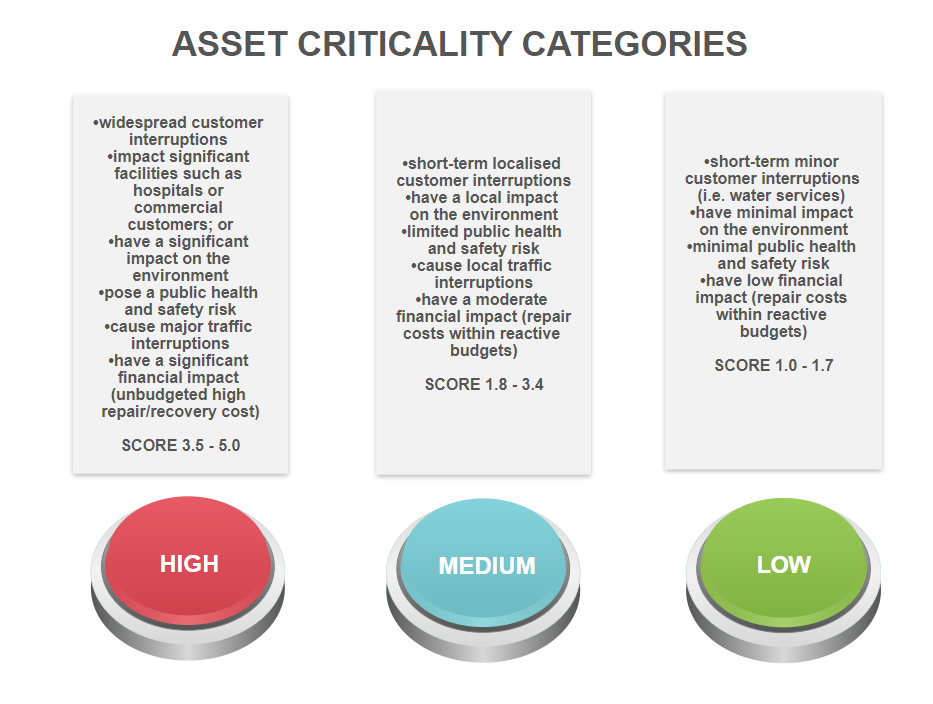 ASSET CRITICALITY CATEGORIES
•widespread customer
interruptions
•impact significant
facilities such as
hospitals or
commercial
customers; or
•have a significant
impact on the
environment
•pose a public health
and safety risk
•cause major traffic
interruptions
•have a significant
financial impact
(unbudgeted high
repair/recovery cost)
SCORE 3.5 - 5.0
•short-term localised
customer interruptions
•have a local impact
on the environment
•limited public health
and safety risk
•cause local traffic
interruptions
•have a moderate
financial impact (repair
costs within reactive
budgets)
SCORE 1.8 - 3.4
•short-term minor
customer interruptions
(i.e. water services)
•have minimal impact
on the environment
•minimal public health
and safety risk
•have low financial
impact (repair costs
within reactive
budgets)
SCORE 1.0 - 1.7
HIGH
MEDIUM
LOW